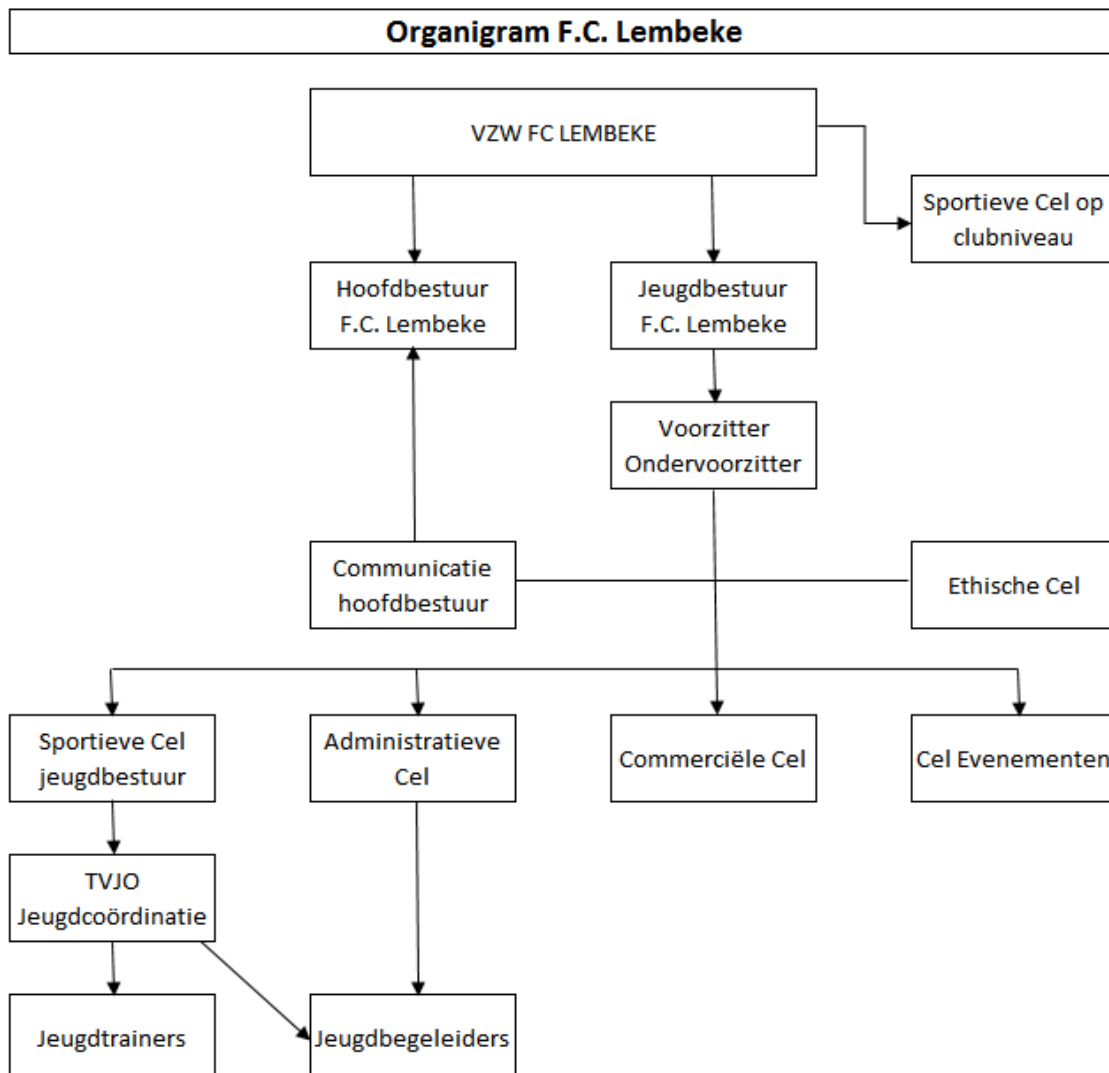 Organigram F.C. Lembeke
VZW FC LEMBEKE
Sportieve Cel op
clubniveau
Hoofdbestuur
F.C. Lembeke
Jeugdbestuur
F.C. Lembeke
Voorzitter
Ondervoorzitter
Communicatie
hoofdbestuur
Ethische Cel
Sportieve Cel
jeugdbestuur
Administratieve
Cel
Commerciële Cel
Cel Evenementen
TVJO
Jeugdcoördinatie
Jeugdtrainers
Jeugdbegeleiders